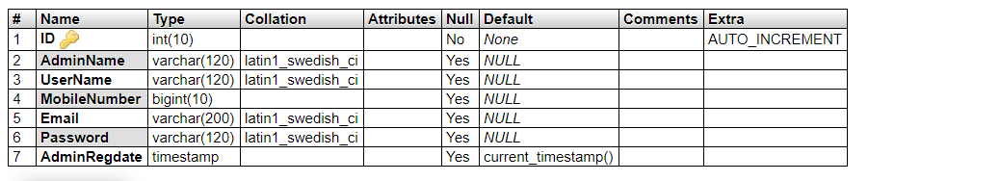 # Name Type Collation Attributes Null Default Comments Extra
1 ID int(10) No None AUTO_INCREMENT
2 AdminName varchar(120) latin1_swedish_ci Yes NULL
3 UserName varchar(120) latin1_swedish_ci Yes NULL
4 MobileNumber bigint(10) Yes NULL
5 Email varchar(200) latin1_swedish_ci Yes NULL
6 Password varchar(120) latin1_swedish_ci Yes NULL
7 AdminRegdate timestamp Yes current_timestamp()